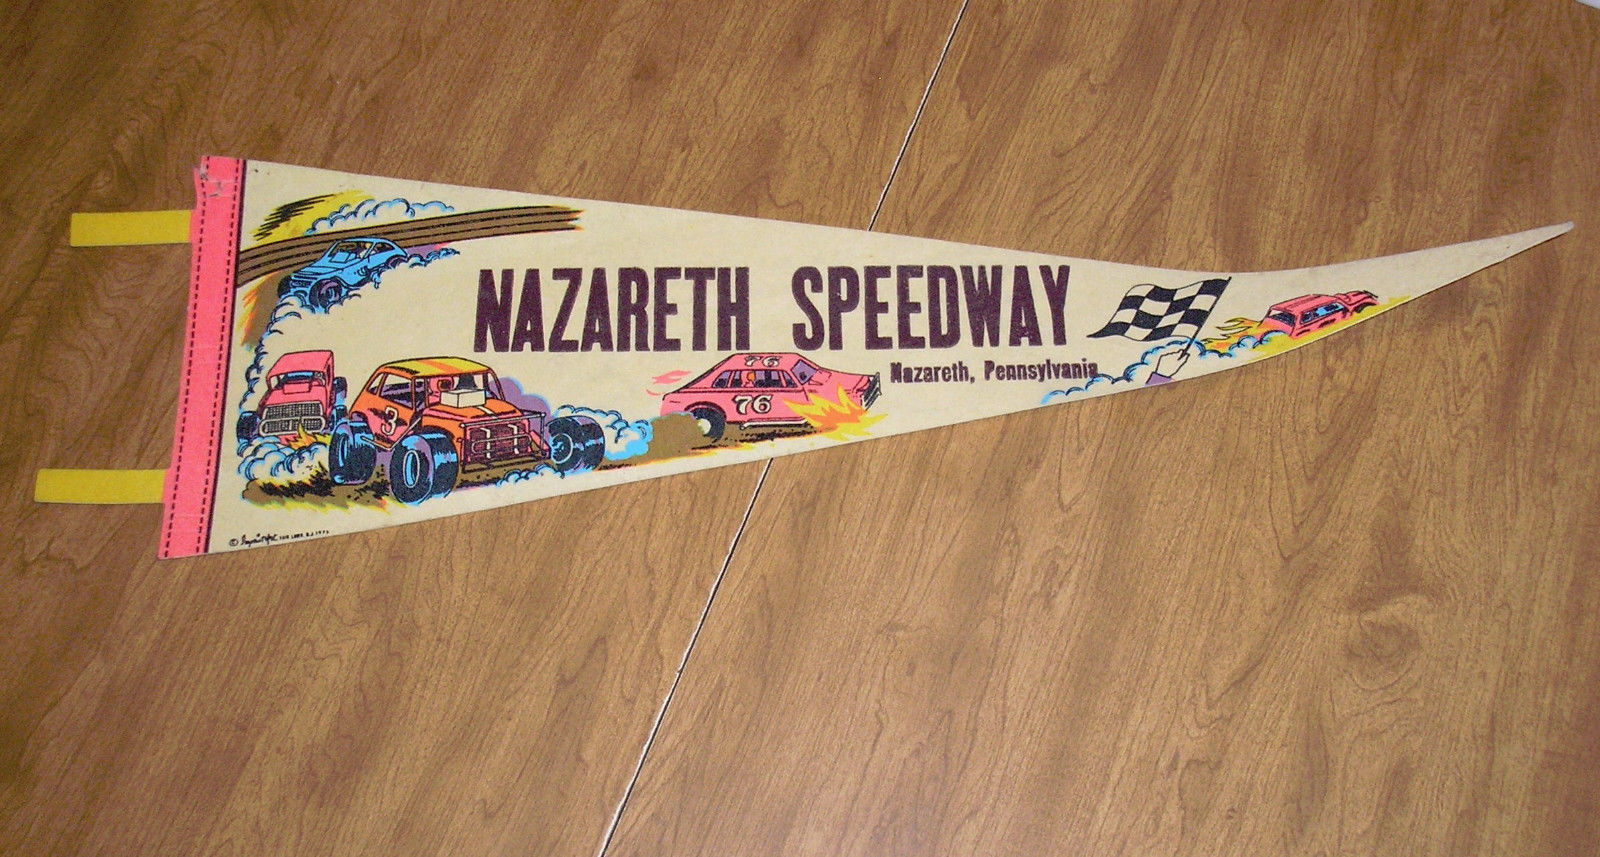 NAZARETH SPEEDWAY
Nazareth, Pennsylvania
3
76
76
©